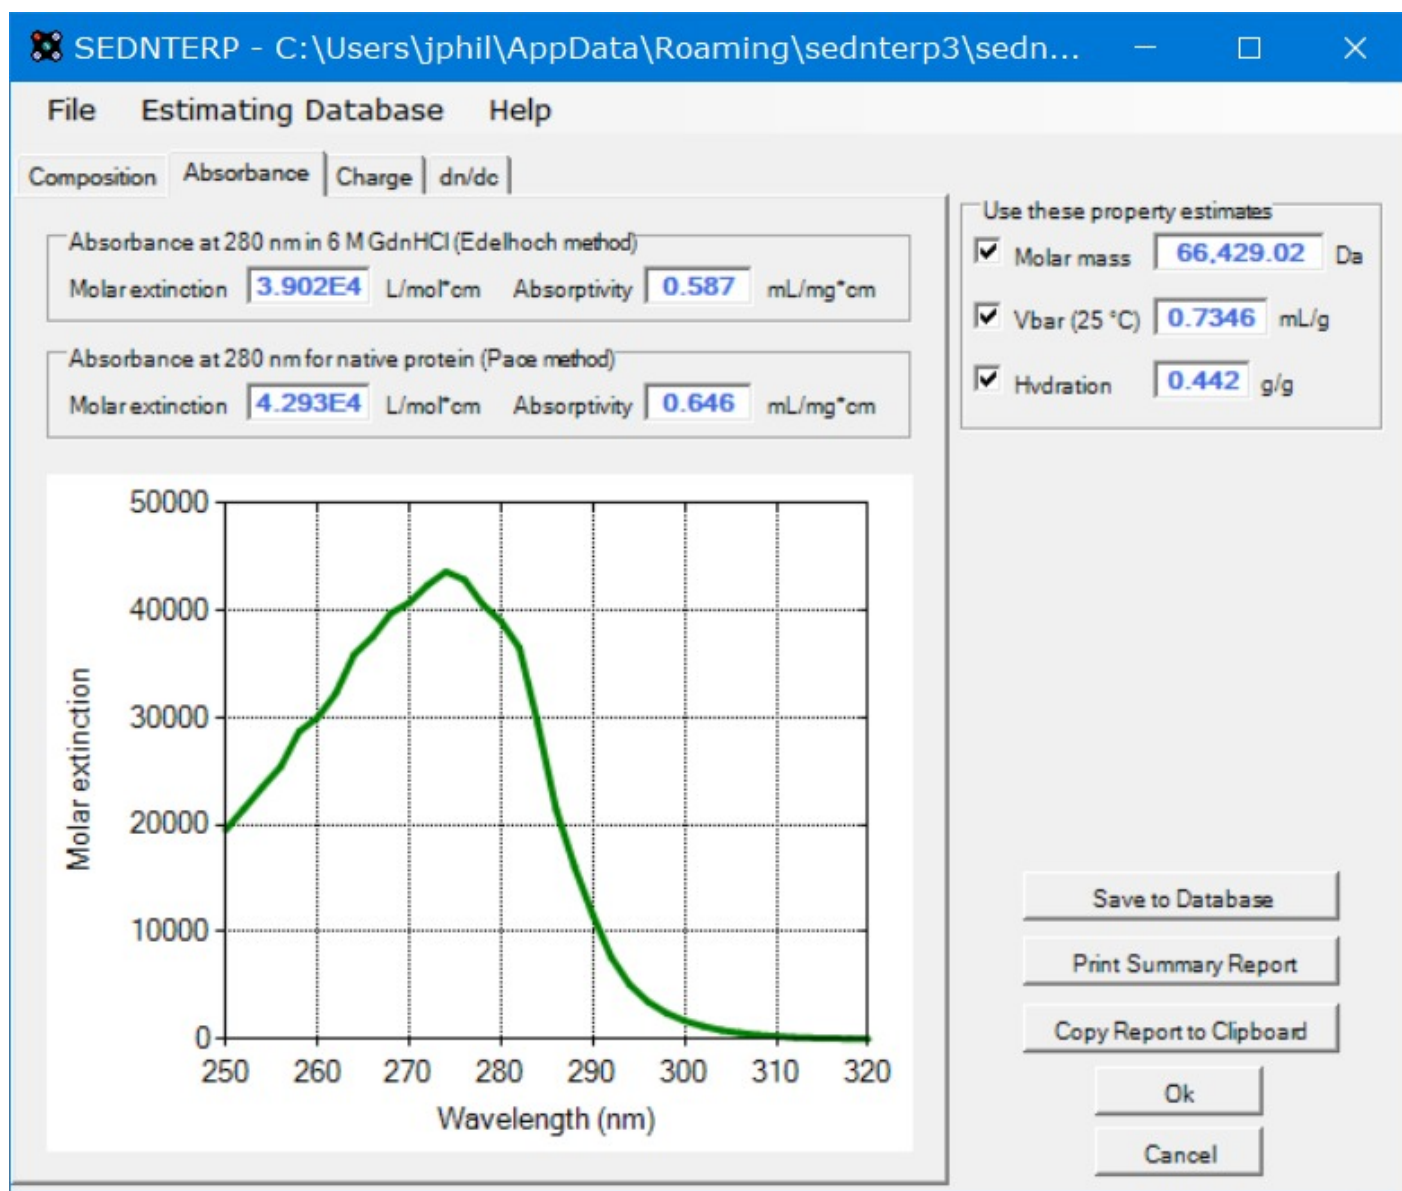 SEDNTERP - C:\Users\jphil\AppData\Roaming\sednterp3\sedn...
File Estimating Database Help
Composition Absorbance Charge dn/dc
Absorbance at 280 nm in 6 M GdnHCl (Edelhoch method)
Molar extinction 3.902E4 L/mol*cm Absorptivity 0.587 mL/mg*cm
Absorbance at 280 nm for native protein (Pace method)
Molar extinction 4.293E4 L/mol*cm Absorptivity 0.646 mL/mg*cm
Use these property estimates
Molar mass 66,429.02 Da
Vbar (25 °C) 0.7346 mL/g
Hydration 0.442 g/g
50000
40000
30000
20000
10000
0
Molar extinction
250 260 270 280 290 300 310 320
Wavelength (nm)
Save to Database
Print Summary Report
Copy Report to Clipboard
Ok
Cancel